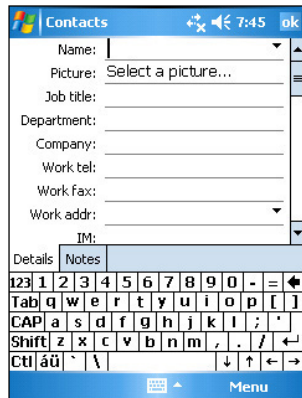 Contacts 7:45 ok
Name:
Picture: Select a picture...
Job title:
Department:
Company:
Work tel:
Work fax:
Work addr:
IM:
Details Notes
123 1 2 3 4 5 6 7 8 9 0 - =
Tab q w e r t y u i o p [ ]
CAP a s d f g h j k l ; '
Shift z x c v b n m , . /
Ctl áü ` \
Menu